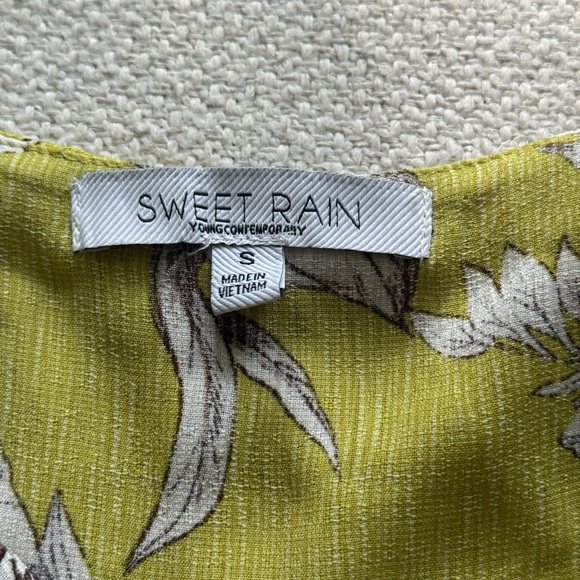 SWEET RAIN
YOUNG CONTEMPORARY
S
MADE IN
VIETNAM